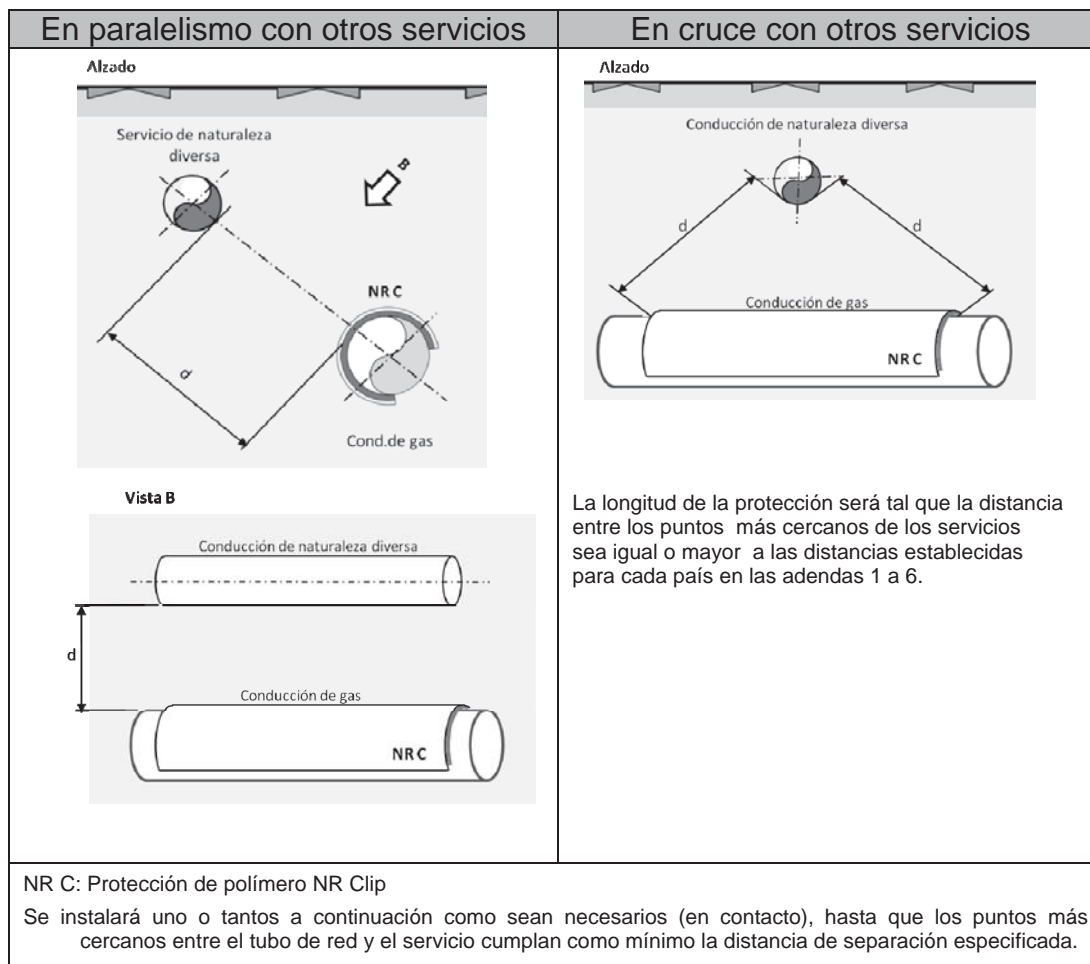 En paralelismo con otros servicios
Alzado
Servicio de naturaleza
diversa
B
NR C
d
Cond.de gas
Vista B
Conducción de naturaleza diversa
d
Conducción de gas
NR C
En cruce con otros servicios
Alzado
Conducción de naturaleza diversa
d
d
Conducción de gas
NR C
La longitud de la protección será tal que la distancia
entre los puntos más cercanos de los servicios
sea igual o mayor a las distancias establecidas
para cada país en las adendas 1 a 6.
NR C: Protección de polímero NR Clip
Se instalará uno o tantos a continuación como sean necesarios (en contacto), hasta que los puntos más
cercanos entre el tubo de red y el servicio cumplan como mínimo la distancia de separación especificada.